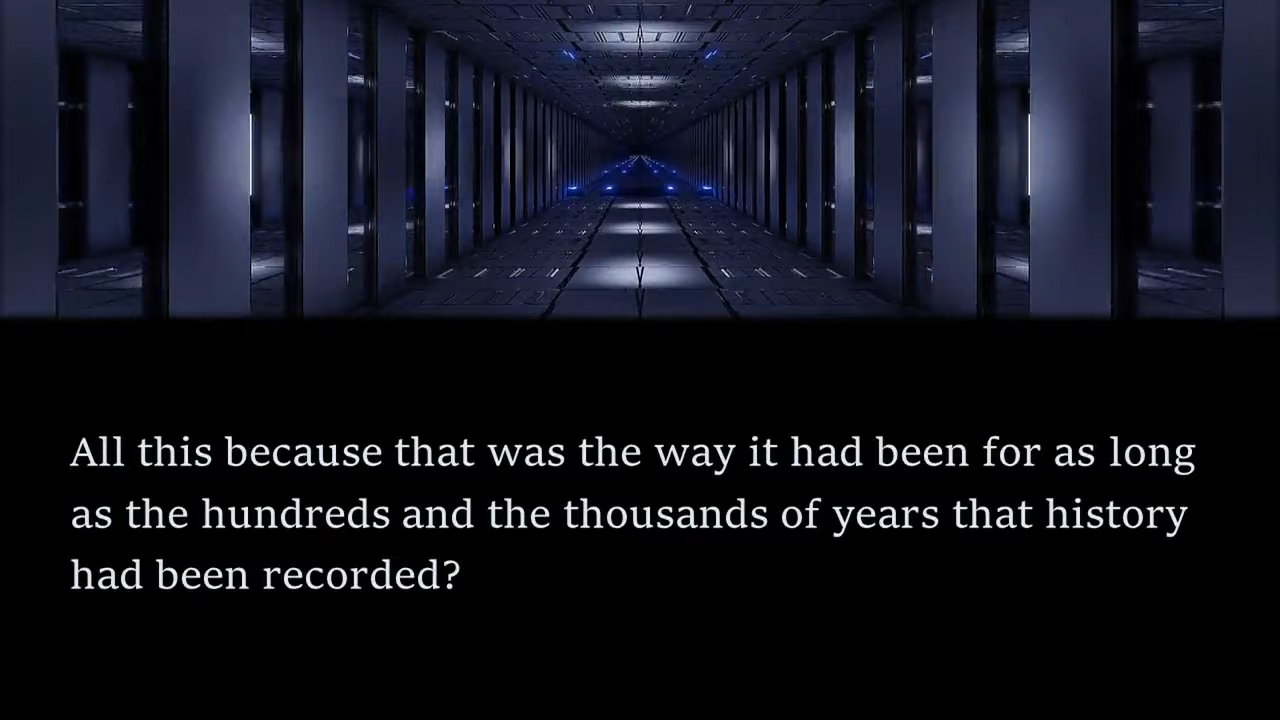 All this because that was the way it had been for as long
as the hundreds and the thousands of years that history
had been recorded?